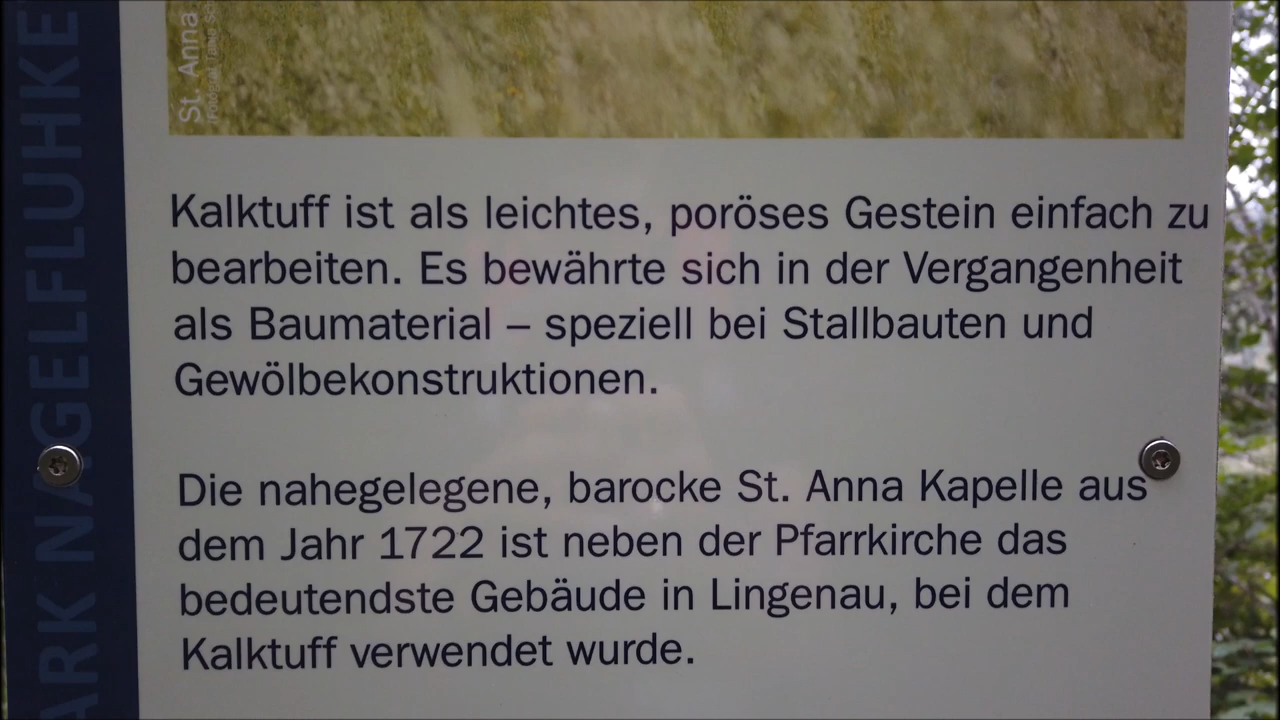 St. Anna
Kalktuff ist als leichtes, poröses Gestein einfach zu
bearbeiten. Es bewährte sich in der Vergangenheit
als Baumaterial – speziell bei Stallbauten und
Gewölbekonstruktionen.
Die nahegelegene, barocke St. Anna Kapelle aus
dem Jahr 1722 ist neben der Pfarrkirche das
bedeutendste Gebäude in Lingenau, bei dem
Kalktuff verwendet wurde.
ARK NAGELFLUHKE